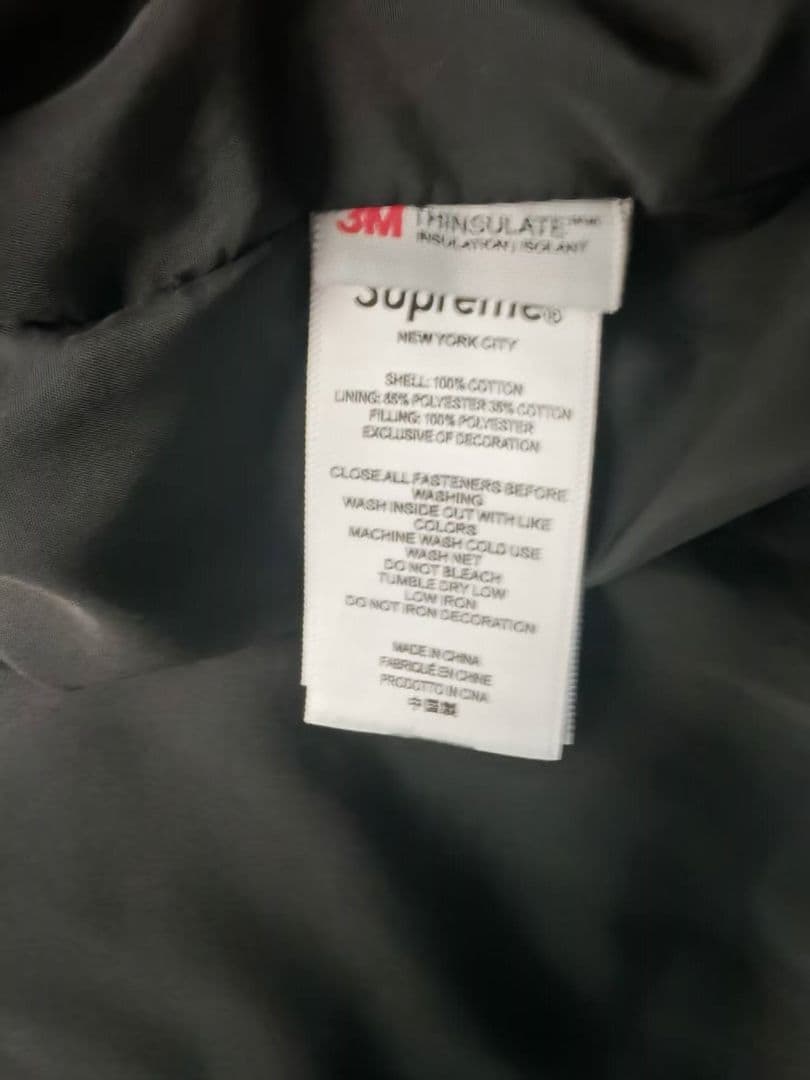 3M THINSULATE
INSULATION | ISOLANT
Supreme®
NEW YORK CITY
SHELL: 100% COTTON
LINING: 65% POLYESTER 35% COTTON
FILLING: 100% POLYESTER
EXCLUSIVE OF DECORATION
CLOSE ALL FASTENERS BEFORE
WASHING
WASH INSIDE OUT WITH LIKE
COLORS
MACHINE WASH COLD USE
WASH NET
DO NOT BLEACH
TUMBLE DRY LOW
LOW IRON
DO NOT IRON DECORATION
MADE IN CHINA
FABRIQUÉ EN CHINE
PRODOTTO IN CINA
中国製